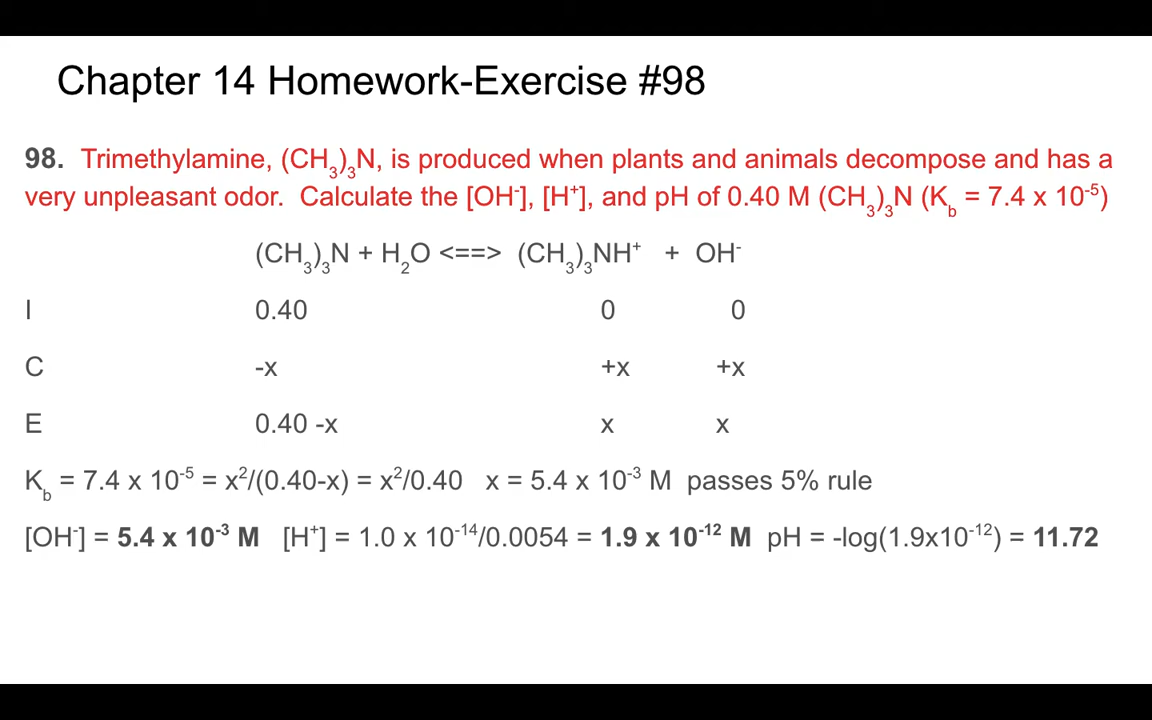 Chapter 14 Homework-Exercise #98
98. Trimethylamine, (CH₃)₃N, is produced when plants and animals decompose and has a
very unpleasant odor. Calculate the [OH⁻], [H⁺], and pH of 0.40 M (CH₃)₃N (K_b = 7.4 x 10⁻⁵)
(CH₃)₃N + H₂O <==> (CH₃)₃NH⁺ + OH⁻
I 0.40 0 0
C -x +x +x
E 0.40 -x x x
K_b = 7.4 x 10⁻⁵ = x²/(0.40-x) = x²/0.40 x = 5.4 x 10⁻³ M passes 5% rule
[OH⁻] = 5.4 x 10⁻³ M [H⁺] = 1.0 x 10⁻¹⁴/0.0054 = 1.9 x 10⁻¹² M pH = -log(1.9x10⁻¹²) = 11.72